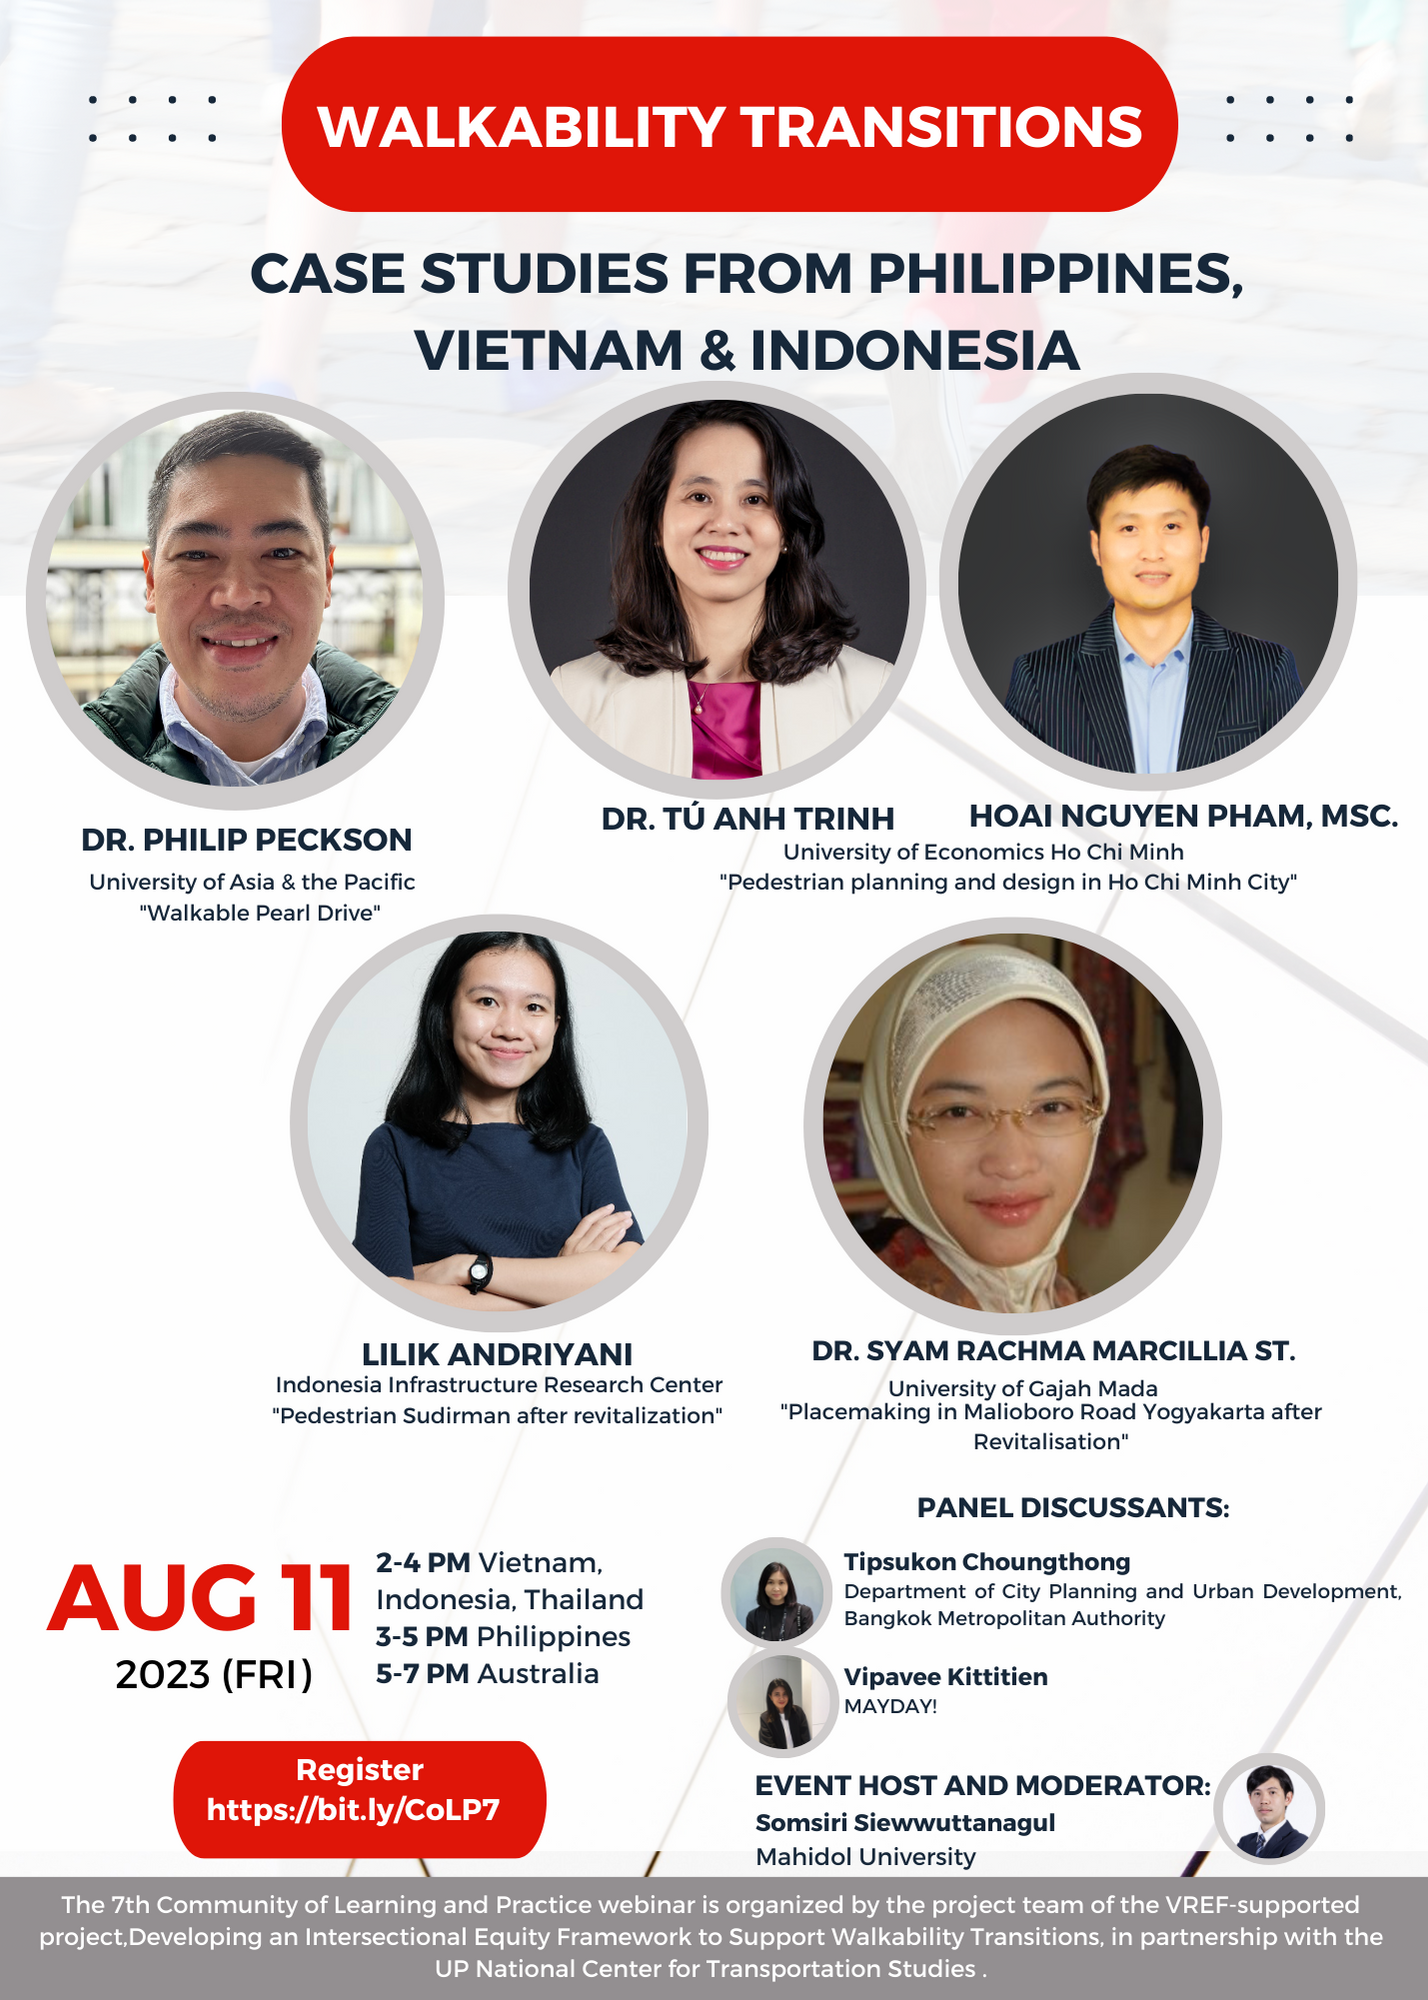 WALKABILITY TRANSITIONS
CASE STUDIES FROM PHILIPPINES,
VIETNAM & INDONESIA
DR. PHILIP PECKSON
University of Asia & the Pacific
"Walkable Pearl Drive"
DR. TÚ ANH TRINH
HOAI NGUYEN PHAM, MSC.
University of Economics Ho Chi Minh
"Pedestrian planning and design in Ho Chi Minh City"
LILIK ANDRIYANI
Indonesia Infrastructure Research Center
"Pedestrian Sudirman after revitalization"
DR. SYAM RACHMA MARCILLIA ST.
University of Gajah Mada
"Placemaking in Malioboro Road Yogyakarta after
Revitalisation"
AUG 11
2023 (FRI)
2-4 PM Vietnam,
Indonesia, Thailand
3-5 PM Philippines
5-7 PM Australia
Register
https://bit.ly/CoLP7
PANEL DISCUSSANTS:
Tipsukon Choungthong
Department of City Planning and Urban Development,
Bangkok Metropolitan Authority
Vipavee Kittitien
MAYDAY!
EVENT HOST AND MODERATOR:
Somsiri Siewwuttanagul
Mahidol University
The 7th Community of Learning and Practice webinar is organized by the project team of the VREF-supported
project,Developing an Intersectional Equity Framework to Support Walkability Transitions, in partnership with the
UP National Center for Transportation Studies .